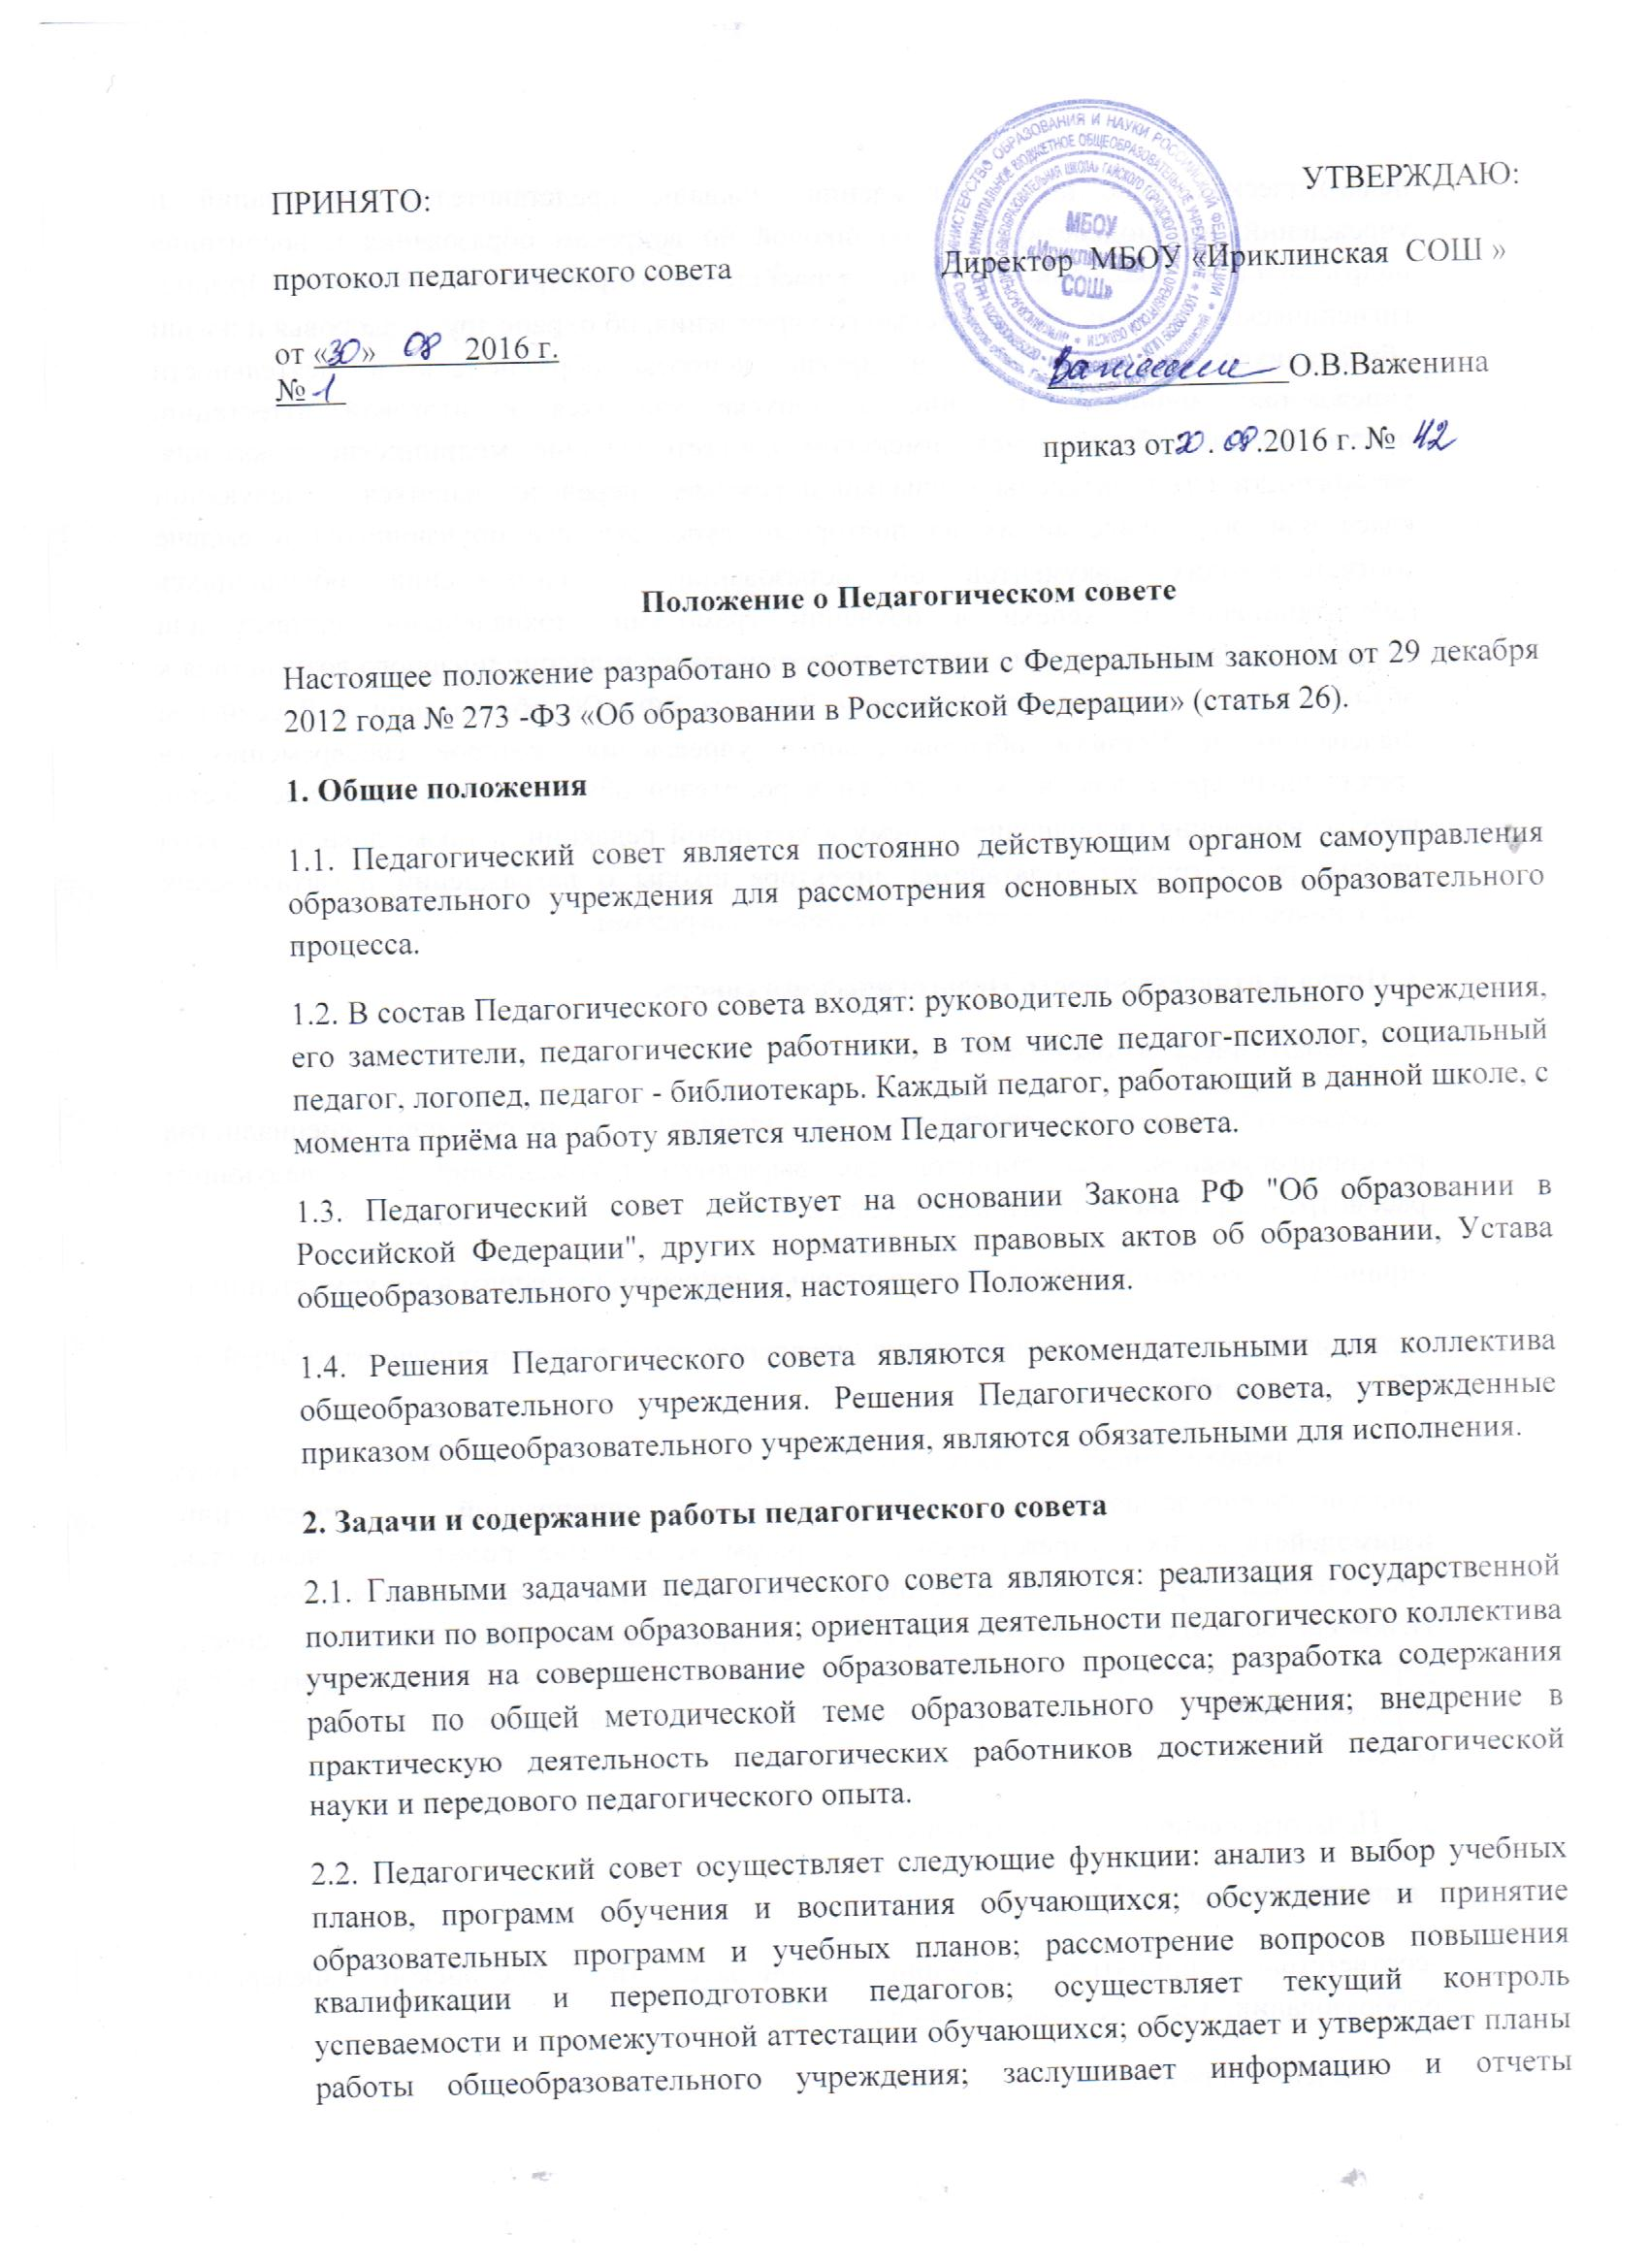 ПРИНЯТО:
УТВЕРЖДАЮ:
протокол педагогического совета
Директор МБОУ «Ириклинская СОШ »
от «30» 08 2016 г.
№ 1
О.В.Важенина
приказ от . 08.2016 г. № 42
МИНИСТЕРСТВО ОБРАЗОВАНИЯ И НАУКИ РОССИЙСКОЙ ФЕДЕРАЦИИ
МУНИЦИПАЛЬНОЕ БЮДЖЕТНОЕ ОБЩЕОБРАЗОВАТЕЛЬНОЕ УЧРЕЖДЕНИЕ
МБОУ
«Ириклинская
СОШ»
Положение о Педагогическом совете
Настоящее положение разработано в соответствии с Федеральным законом от 29 декабря
2012 года № 273 -ФЗ «Об образовании в Российской Федерации» (статья 26).
1. Общие положения
1.1. Педагогический совет является постоянно действующим органом самоуправления
образовательного учреждения для рассмотрения основных вопросов образовательного
процесса.
1.2. В состав Педагогического совета входят: руководитель образовательного учреждения,
его заместители, педагогические работники, в том числе педагог-психолог, социальный
педагог, логопед, педагог - библиотекарь. Каждый педагог, работающий в данной школе, с
момента приёма на работу является членом Педагогического совета.
1.3. Педагогический совет действует на основании Закона РФ "Об образовании в
Российской Федерации", других нормативных правовых актов об образовании, Устава
общеобразовательного учреждения, настоящего Положения.
1.4. Решения Педагогического совета являются рекомендательными для коллектива
общеобразовательного учреждения. Решения Педагогического совета, утвержденные
приказом общеобразовательного учреждения, являются обязательными для исполнения.
2. Задачи и содержание работы педагогического совета
2.1. Главными задачами педагогического совета являются: реализация государственной
политики по вопросам образования; ориентация деятельности педагогического коллектива
учреждения на совершенствование образовательного процесса; разработка содержания
работы по общей методической теме образовательного учреждения; внедрение в
практическую деятельность педагогических работников достижений педагогической
науки и передового педагогического опыта.
2.2. Педагогический совет осуществляет следующие функции: анализ и выбор учебных
планов, программ обучения и воспитания обучающихся; обсуждение и принятие
образовательных программ и учебных планов; рассмотрение вопросов повышения
квалификации и переподготовки педагогов; осуществляет текущий контроль
успеваемости и промежуточной аттестации обучающихся; обсуждает и утверждает планы
работы общеобразовательного учреждения; заслушивает информацию и отчеты